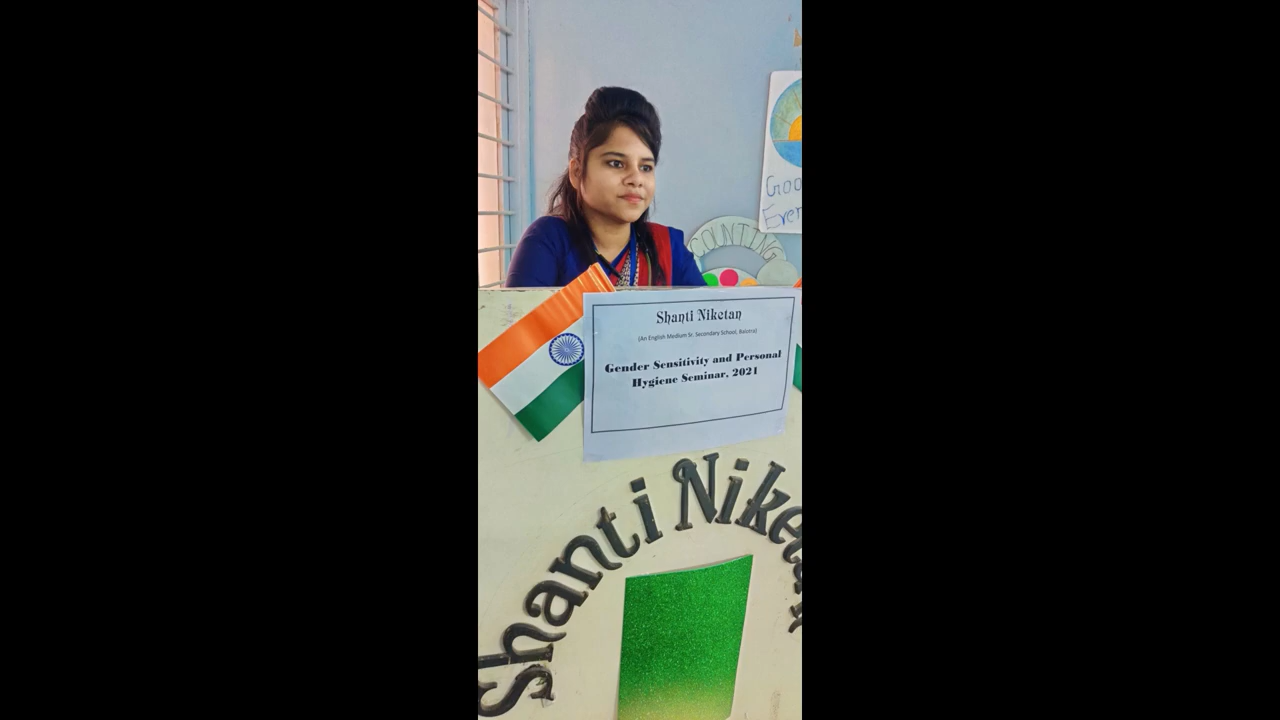 Goo
Ever
COUNTING
Shanti Niketan
(An English Medium Sr. Secondary School, Balotra)
Gender Sensitivity and Personal
Hygiene Seminar, 2021
Shanti Niketan